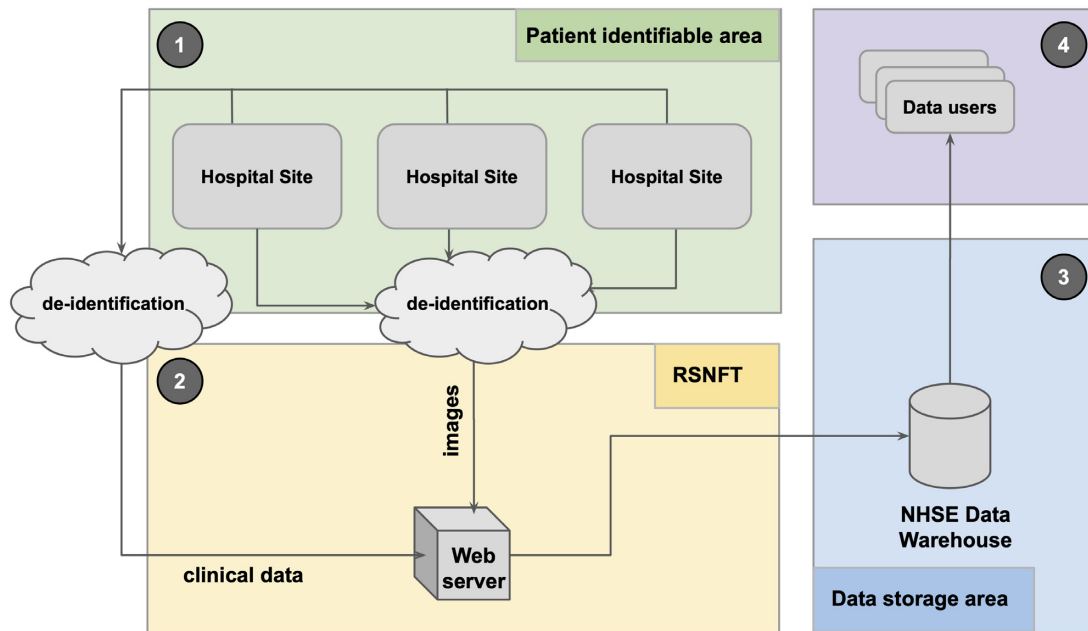 1
Patient identifiable area
Hospital Site
Hospital Site
Hospital Site
de-identification
de-identification
2
RSNFT
images
clinical data
Web
server
4
Data users
3
NHSE Data
Warehouse
Data storage area